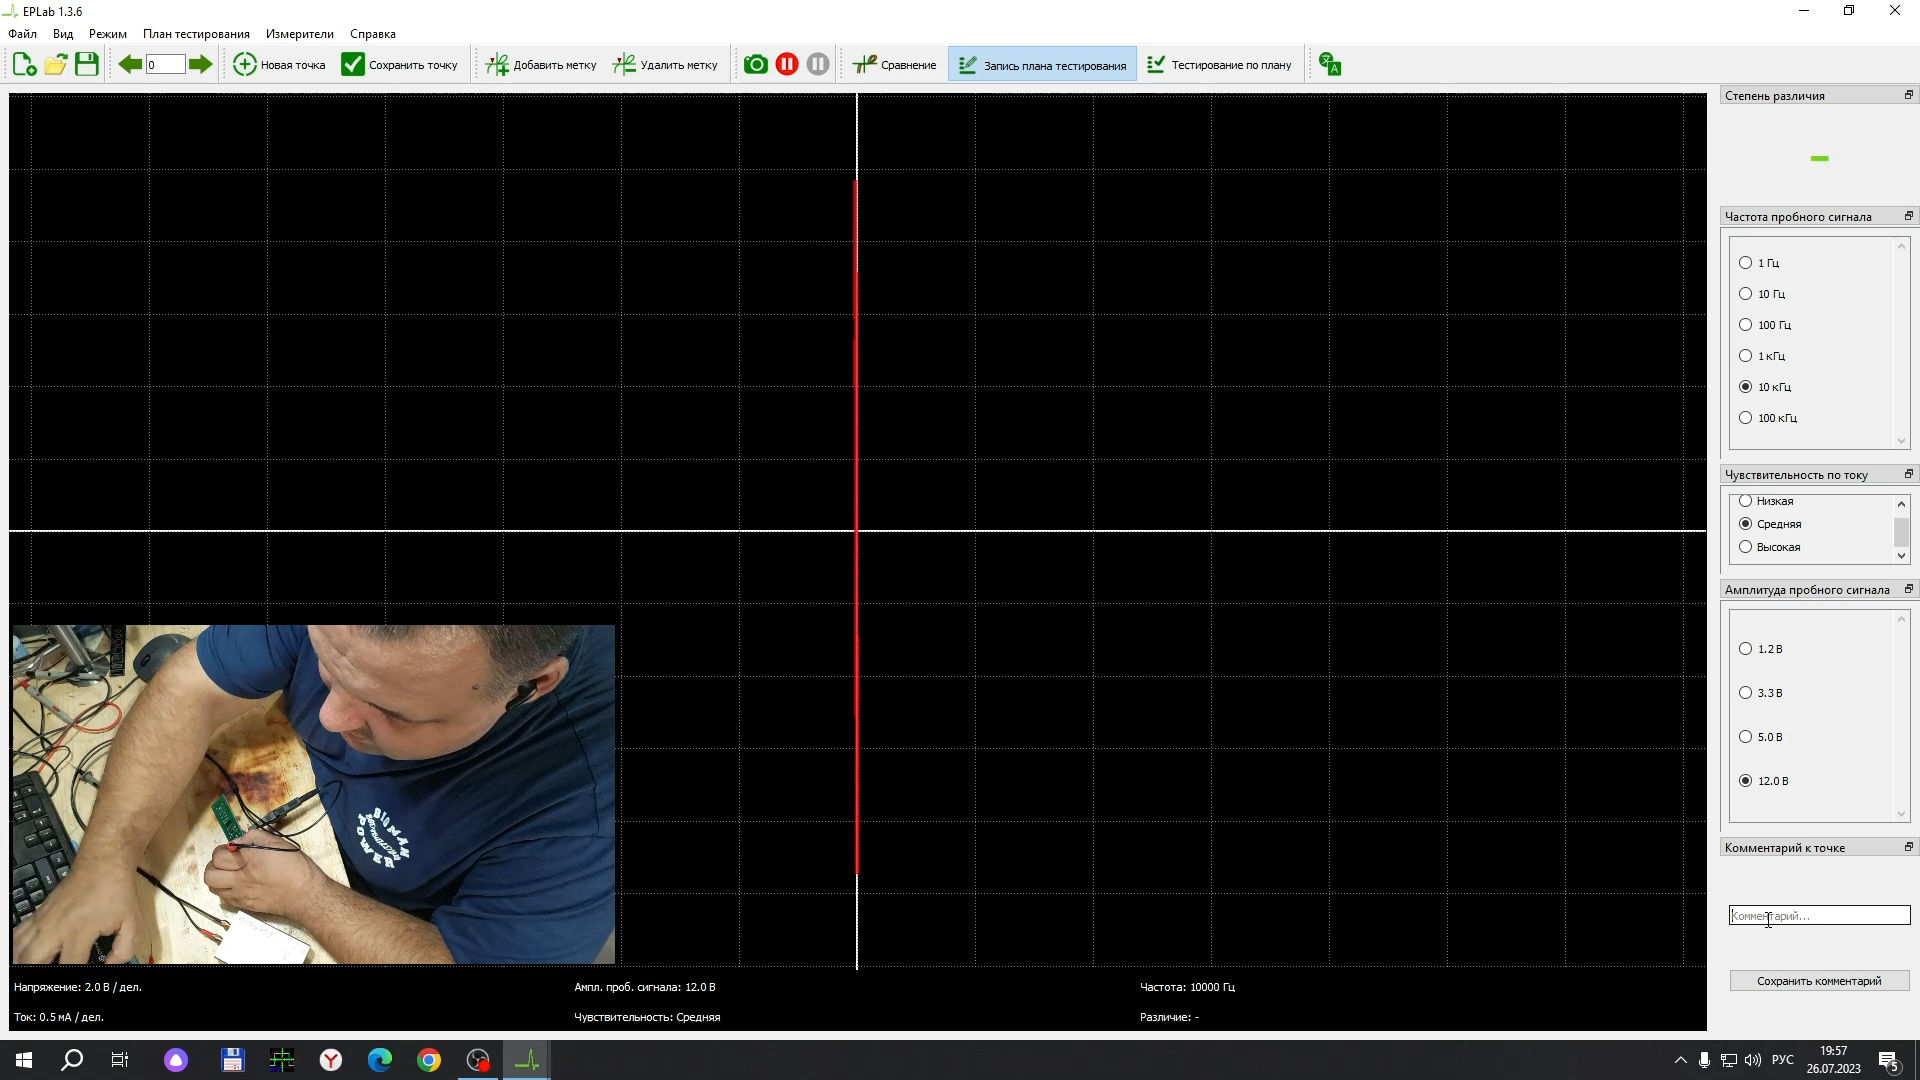 EPLab 1.3.6
Файл Вид Режим План тестирования Измерители Справка
0 Новая точка Сохранить точку Добавить метку Удалить метку Сравнение Запись плана тестирования Тестирование по плану
Степень различия
-
Частота пробного сигнала
1 Гц
10 Гц
100 Гц
1 кГц
10 кГц
100 кГц
Чувствительность по току
Низкая
Средняя
Высокая
Амплитуда пробного сигнала
1.2 В
3.3 В
5.0 В
12.0 В
Комментарий к точке
Комментарий...
Сохранить комментарий
Напряжение: 2.0 В / дел. Ампл. проб. сигнала: 12.0 В Частота: 10000 Гц
Ток: 0.5 мА / дел. Чувствительность: Средняя Различие: -
РУС
19:57
26.07.2023
5